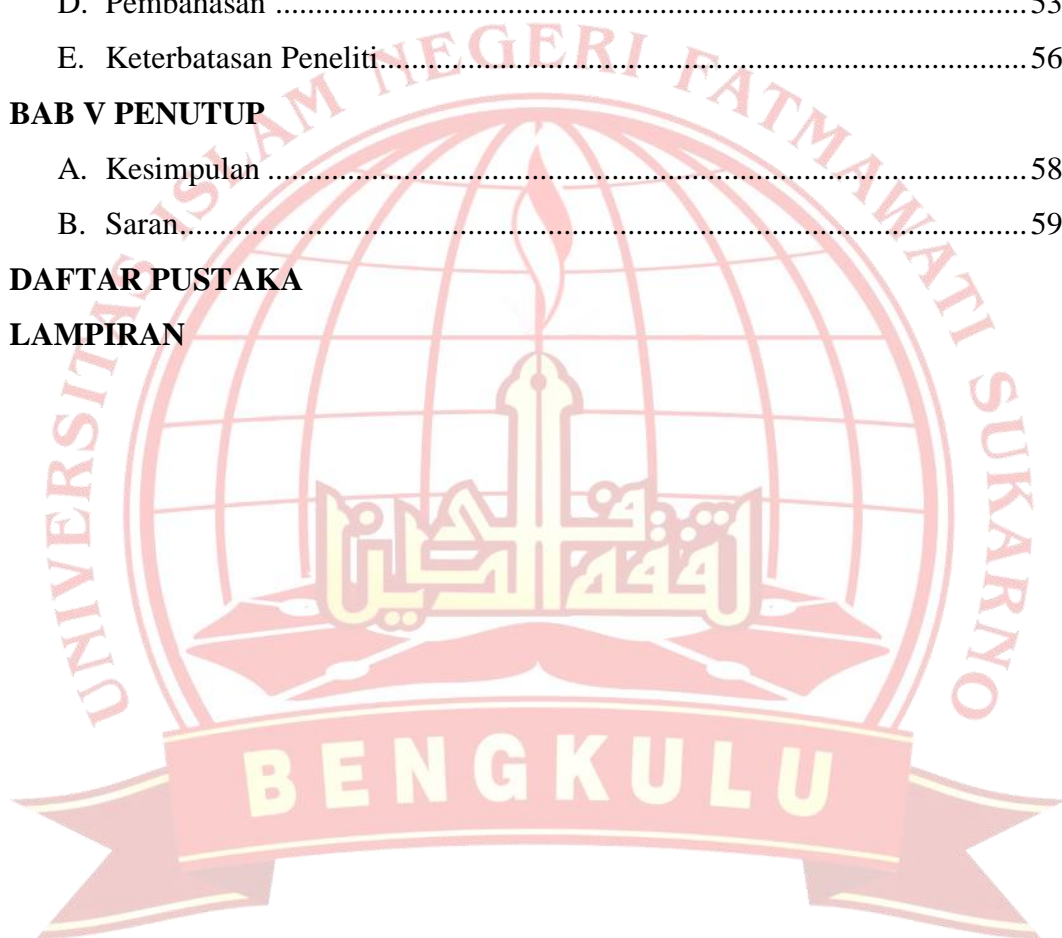 D. Pembahasan ........................................................................................... 53
E. Keterbatasan Peneliti ............................................................................... 56
BAB V PENUTUP
A. Kesimpulan ............................................................................................ 58
B. Saran ...................................................................................................... 59
DAFTAR PUSTAKA
LAMPIRAN
UNIVERSITAS ISLAM NEGERI FATMAWATI SUKARNO
BENGKULU